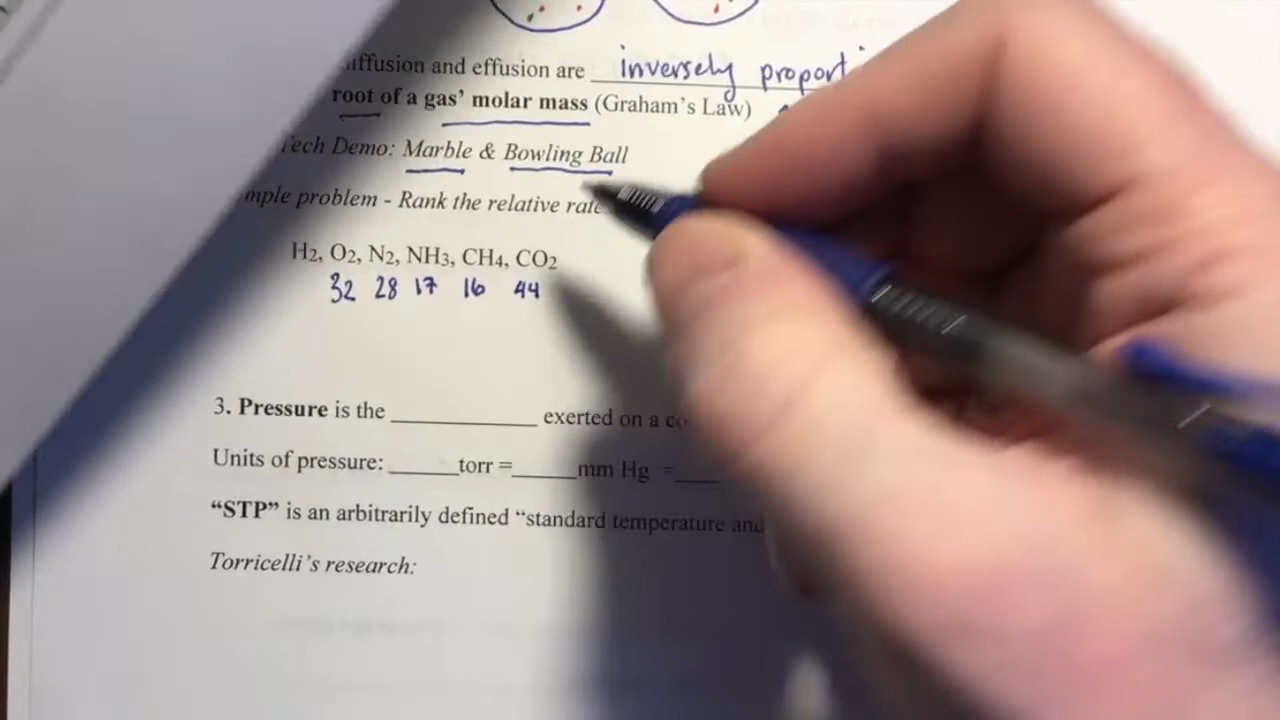 diffusion and effusion are inversely proport
root of a gas’ molar mass (Graham’s Law)
Tech Demo: Marble & Bowling Ball
mple problem - Rank the relative rate
H2, O2, N2, NH3, CH4, CO2
32 28 17 16 44
3. Pressure is the __________ exerted on a co
Units of pressure: ______torr =______mm Hg =____
“STP” is an arbitrarily defined “standard temperature and
Torricelli’s research: